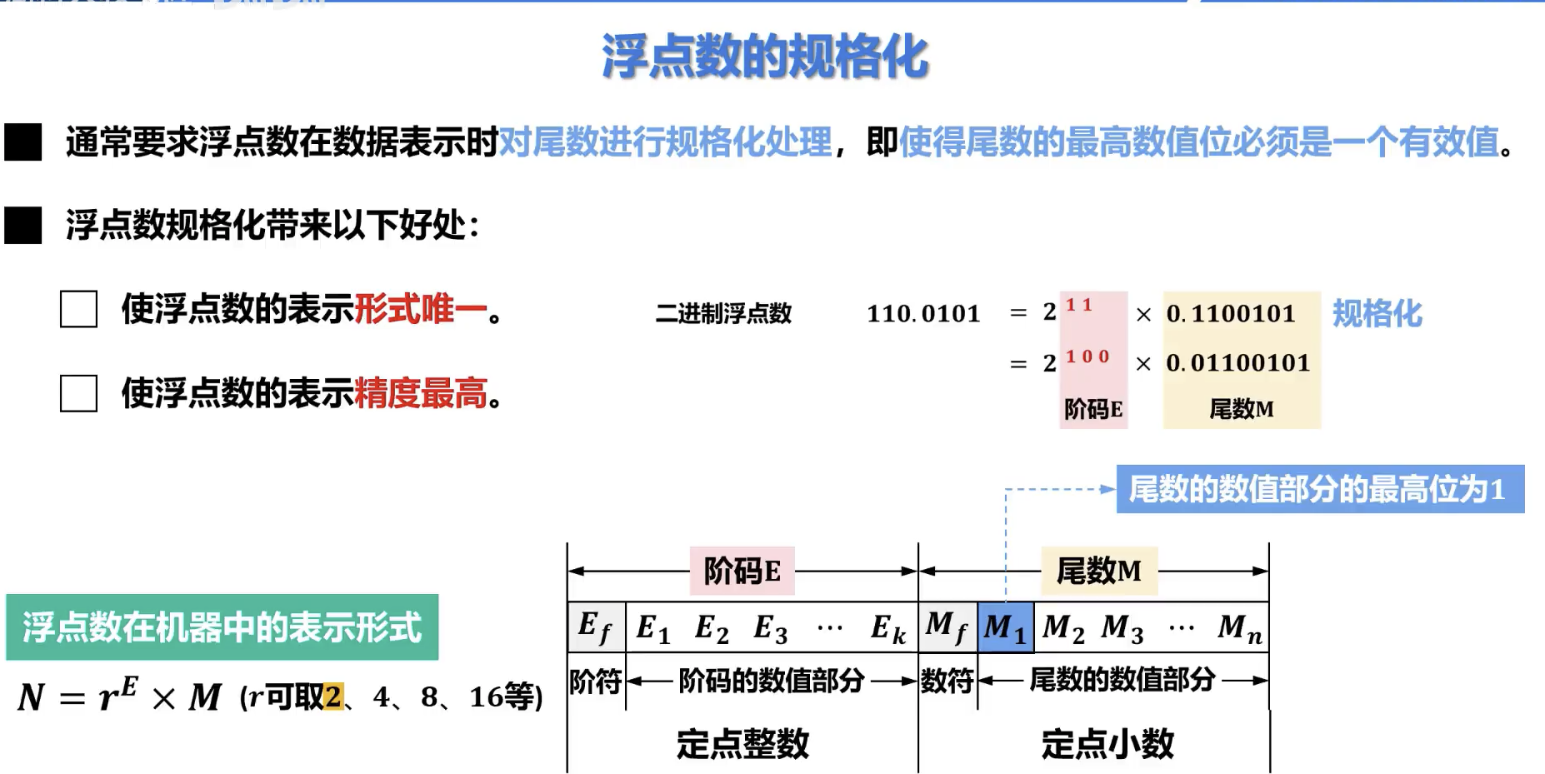 浮点数的规格化
通常要求浮点数在数据表示时对尾数进行规格化处理，即使得尾数的最高数值位必须是一个有效值。
浮点数规格化带来以下好处：
使浮点数的表示形式唯一。
使浮点数的表示精度最高。
二进制浮点数 110.0101 = 2^11 × 0.1100101 规格化
= 2^100 × 0.01100101
阶码E 尾数M
尾数的数值部分的最高位为1
阶码E 尾数M
浮点数在机器中的表示形式
E_f E_1 E_2 E_3 ⋯ E_k M_f M_1 M_2 M_3 ⋯ M_n
N = r^E × M (r可取2、4、8、16等)
阶符 阶码的数值部分 数符 尾数的数值部分
定点整数 定点小数